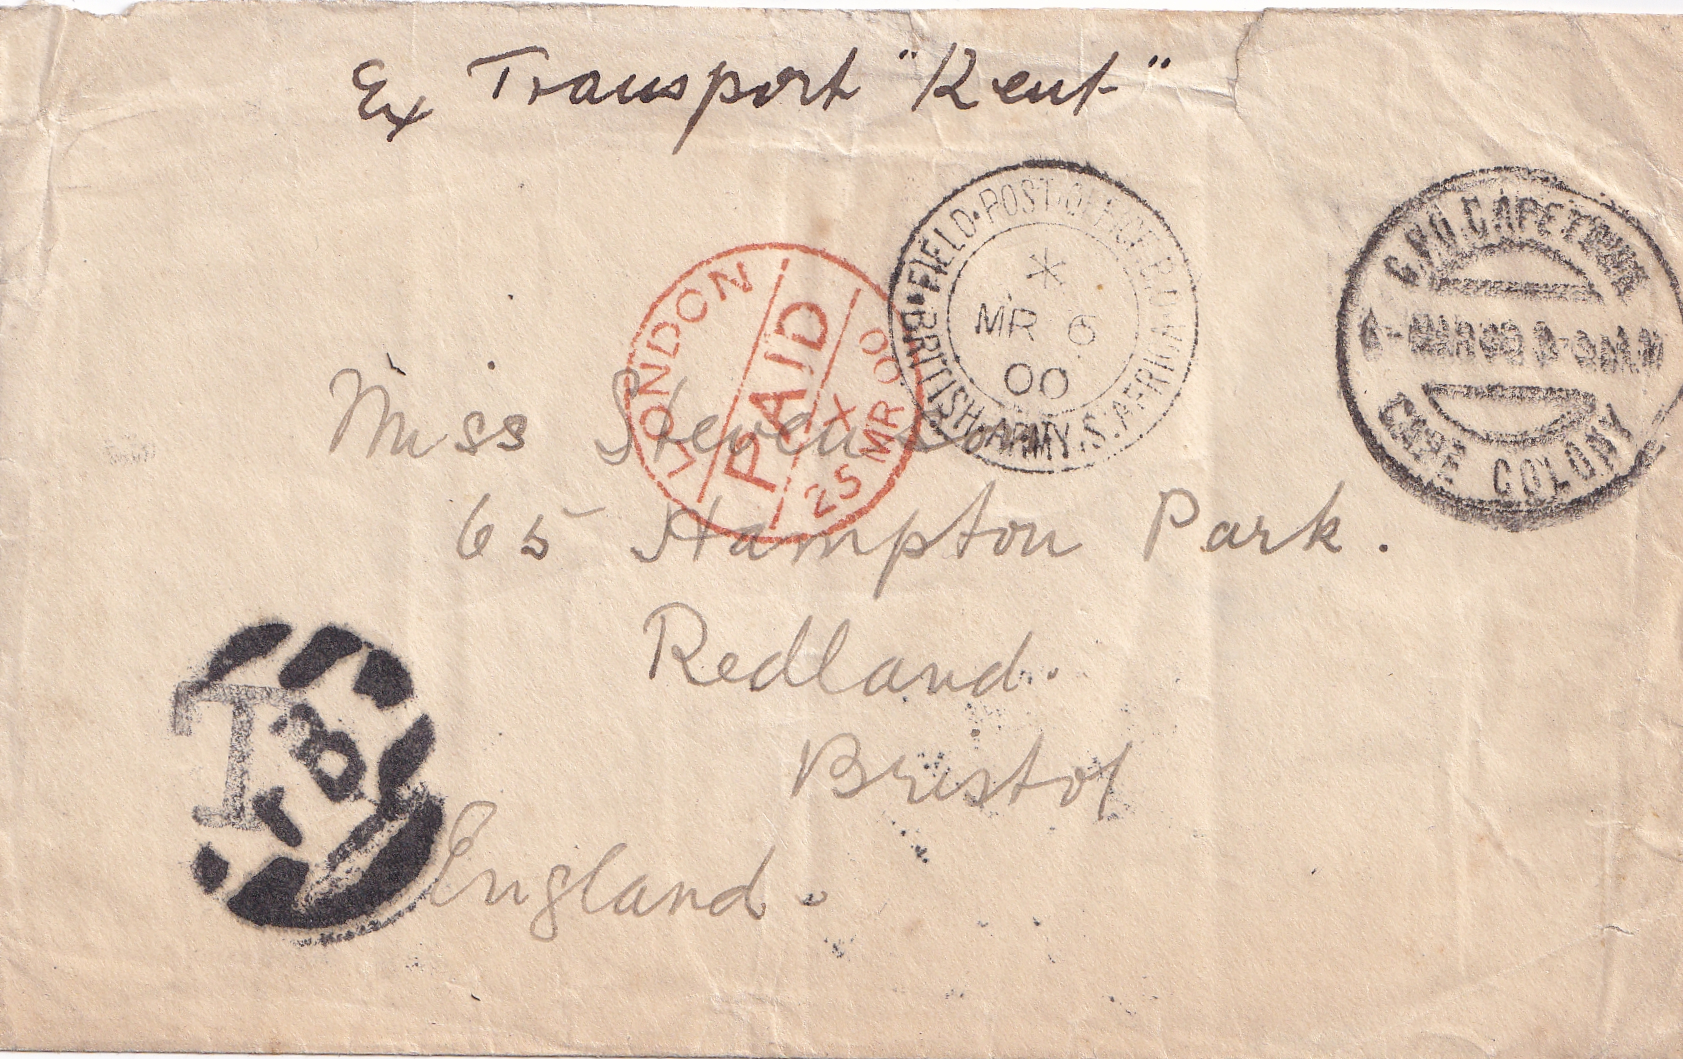 Ex Transport "Kent"
FIELD·POST·OFFICE·B.O·
BRITISH·ARMY·S.AFRICA
MR 6
00
G.P.O. CAPETOWN
CAPE COLONY
LONDON
PAID
X
25 MR 00
Miss Stevens
65 Hampton Park.
Redland.
Bristol
England.
T